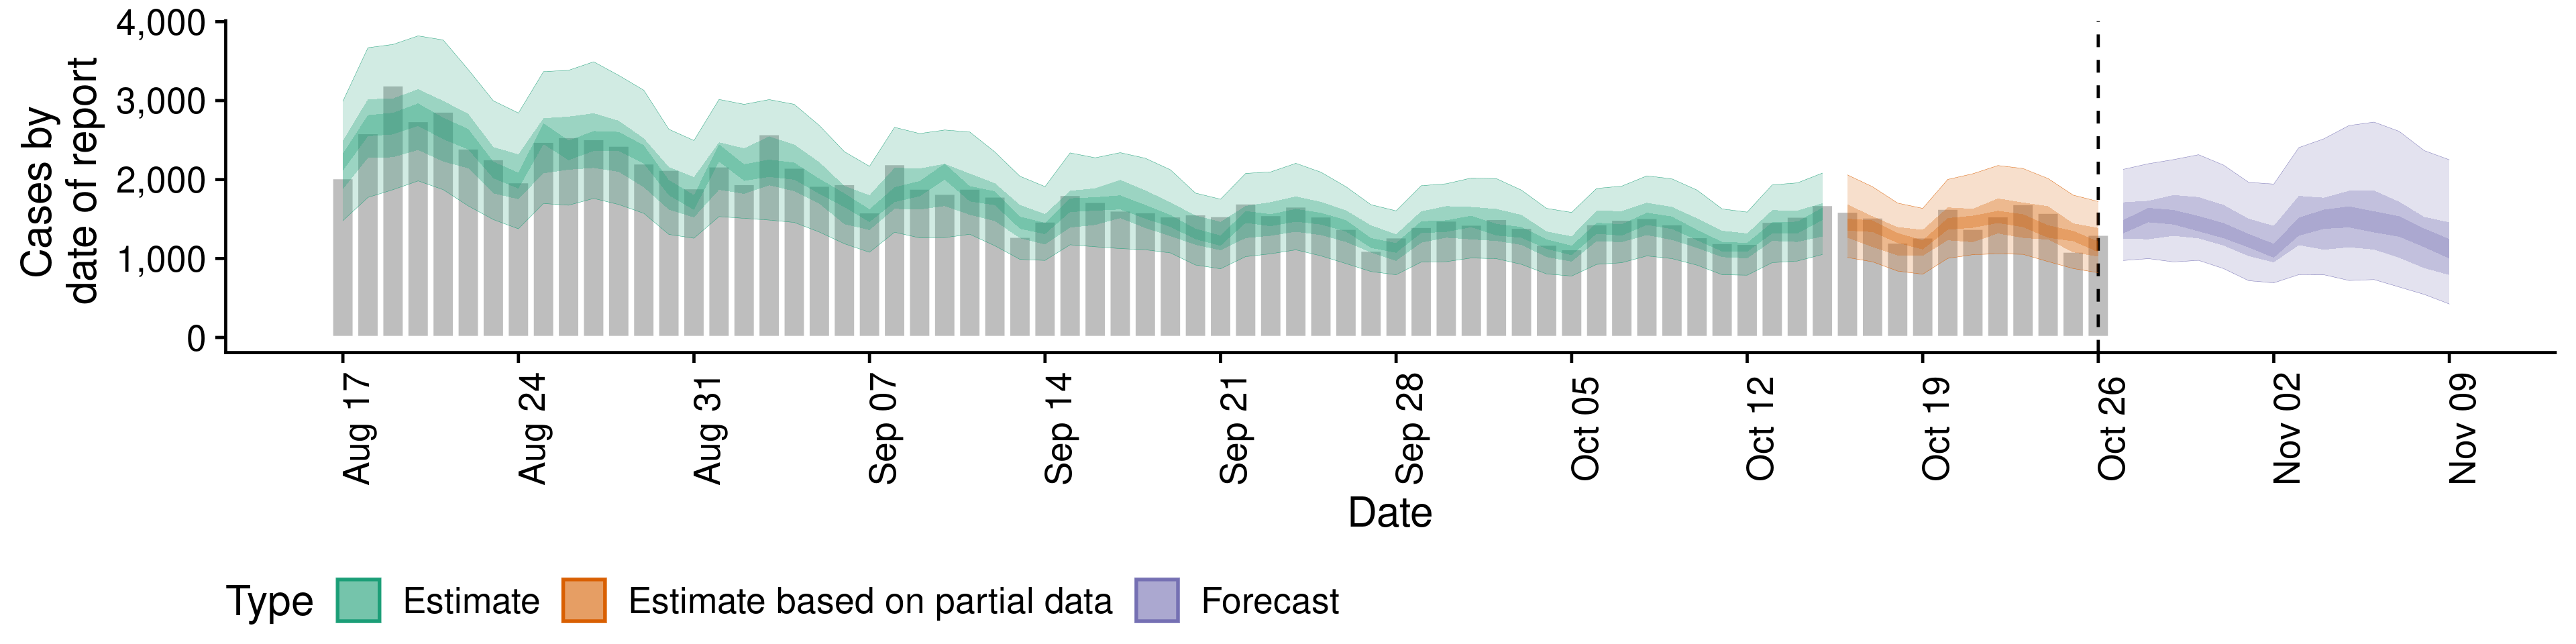 Cases by
date of report
4,000
3,000
2,000
1,000
0
Aug 17
Aug 24
Aug 31
Sep 07
Sep 14
Sep 21
Sep 28
Oct 05
Oct 12
Oct 19
Oct 26
Nov 02
Nov 09
Date
Type Estimate Estimate based on partial data Forecast